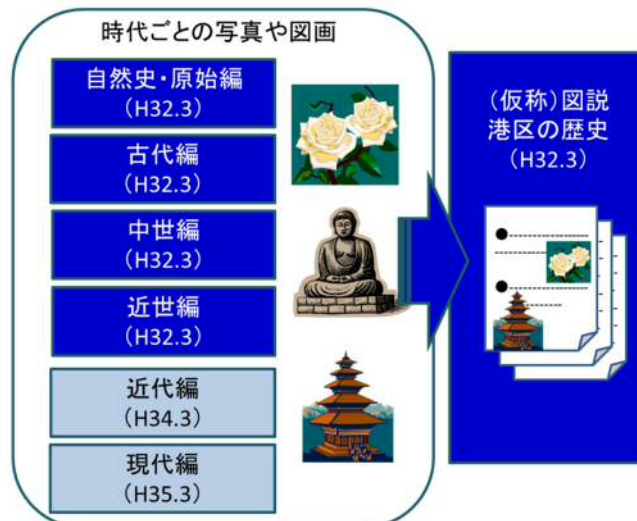 時代ごとの写真や図画
自然史・原始編
(H32.3)
古代編
(H32.3)
中世編
(H32.3)
近世編
(H32.3)
近代編
(H34.3)
現代編
(H35.3)
(仮称)図説
港区の歴史
(H32.3)